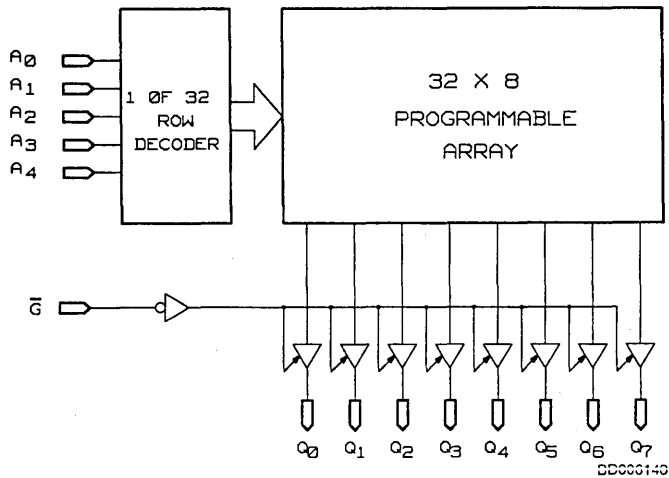 A0
A1
A2
A3
A4
1 OF 32
ROW
DECODER
32 X 8
PROGRAMMABLE
ARRAY
G̅
Q0 Q1 Q2 Q3 Q4 Q5 Q6 Q7
BD006140